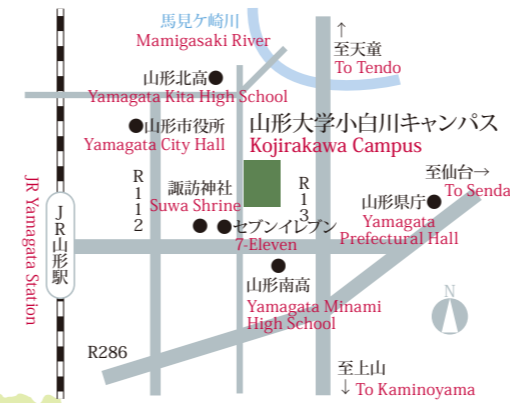 馬見ケ崎川
Mamigasaki River
↑
至天童
To Tendo
山形北高
Yamagata Kita High School
山形市役所
Yamagata City Hall
山形大学小白川キャンパス
Kojirakawa Campus
至仙台→
To Senda
R112
諏訪神社
Suwa Shrine
R13
山形県庁
Yamagata
Prefectural Hall
セブンイレブン
7-Eleven
JR Yamagata Station
JR山形駅
山形南高
Yamagata Minami
High School
N
R286
至上山
↓ To Kaminoyama